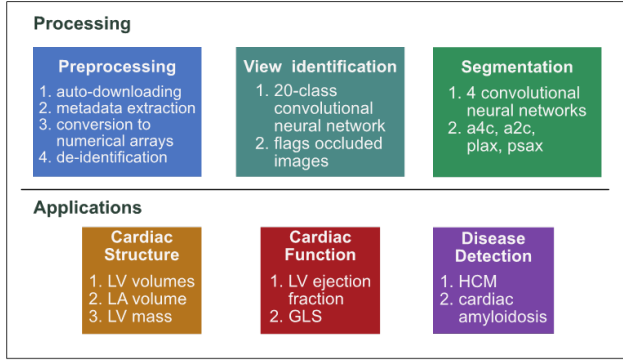 Processing
Preprocessing
1. auto-downloading
2. metadata extraction
3. conversion to
numerical arrays
4. de-identification
View identification
1. 20-class
convolutional
neural network
2. flags occluded
images
Segmentation
1. 4 convolutional
neural networks
2. a4c, a2c,
plax, psax
Applications
Cardiac
Structure
1. LV volumes
2. LA volume
3. LV mass
Cardiac
Function
1. LV ejection
fraction
2. GLS
Disease
Detection
1. HCM
2. cardiac
amyloidosis